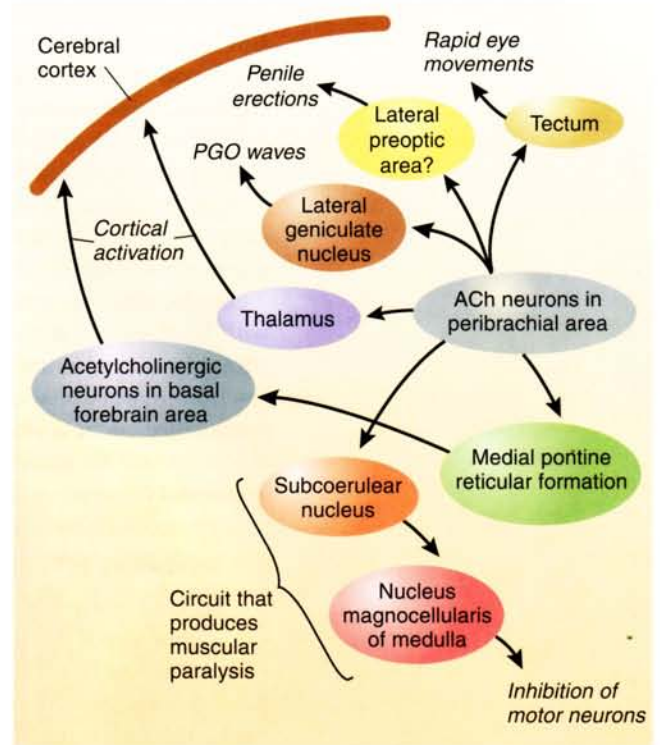 Cerebral
cortex
Penile
erections
Rapid eye
movements
Lateral
preoptic
area?
Tectum
PGO waves
Lateral
geniculate
nucleus
Cortical
activation
Thalamus
ACh neurons in
peribrachial area
Acetylcholinergic
neurons in basal
forebrain area
Medial pontine
reticular formation
Subcoerulear
nucleus
Circuit that
produces
muscular
paralysis
Nucleus
magnocellularis
of medulla
Inhibition of
motor neurons